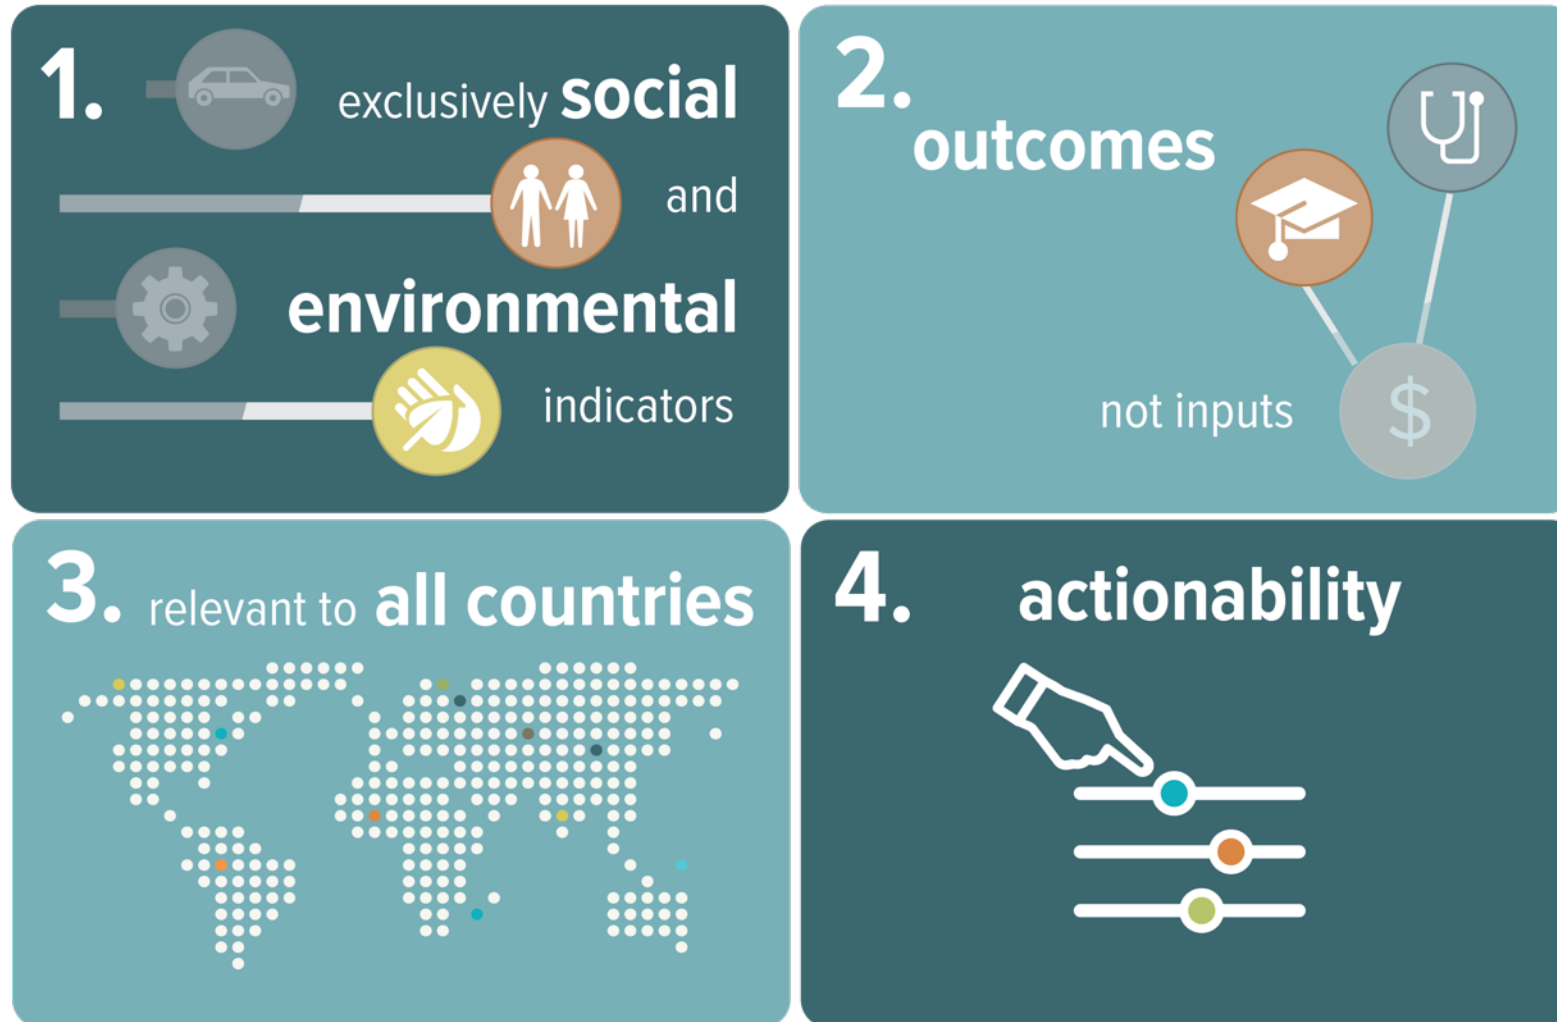 1.
exclusively social
and
environmental
indicators
2.
outcomes
not inputs
$
3. relevant to all countries
4. actionability